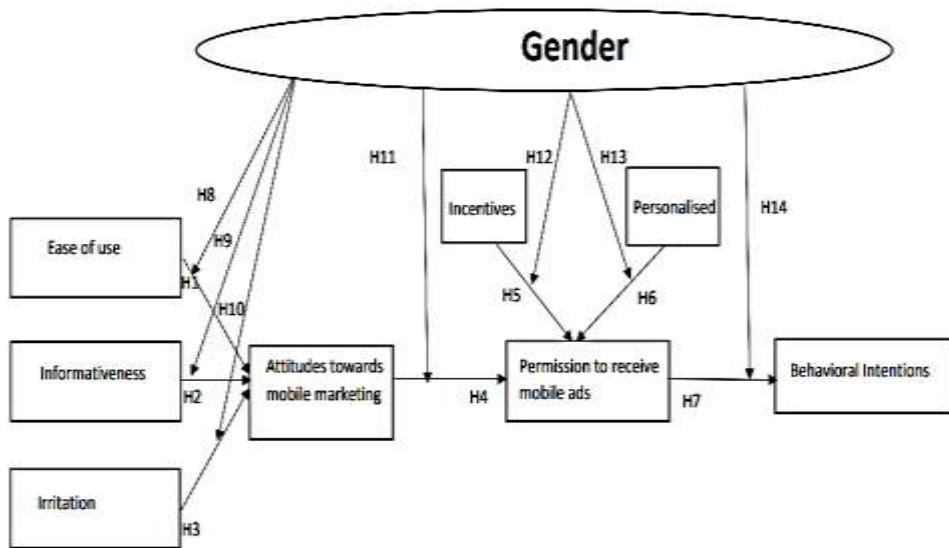 Gender
H11
H12
H13
H8
Incentives
Personalised
H14
H9
Ease of use
H1
H10
H5
H6
Informativeness
H2
Attitudes towards
mobile marketing
H4
Permission to receive
mobile ads
H7
Behavioral Intentions
Irritation
H3